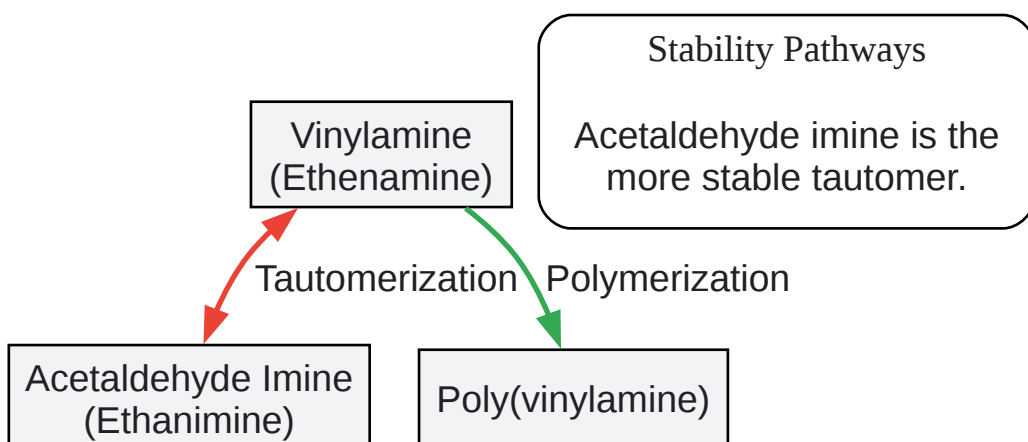 Stability Pathways
Acetaldehyde imine is the
more stable tautomer.
Vinylamine
(Ethenamine)
Tautomerization
Polymerization
Acetaldehyde Imine
(Ethanimine)
Poly(vinylamine)